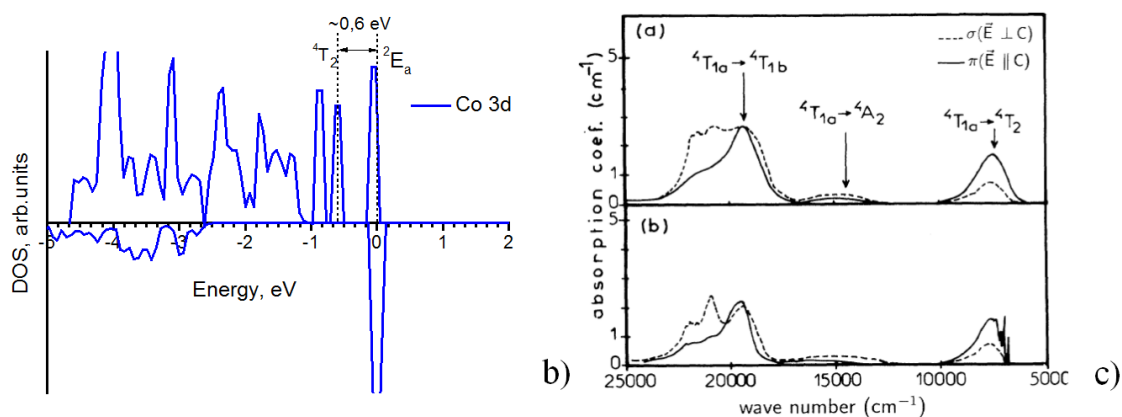 ~0,6 eV
⁴T₂
²Eₐ
Co 3d
DOS, arb.units
-5 -4 -3 -2 -1 0 1 2
Energy, eV
b)
(a)
σ(E⃗ ⊥ C)
π(E⃗ ∥ C)
⁴T₁ₐ → ⁴T₁b
⁴T₁ₐ → ⁴A₂
⁴T₁ₐ → ⁴T₂
5
1
0
(b)
5
1
0
absorption coef. (cm⁻¹)
25000 20000 15000 10000 5000
wave number (cm⁻¹)
c)